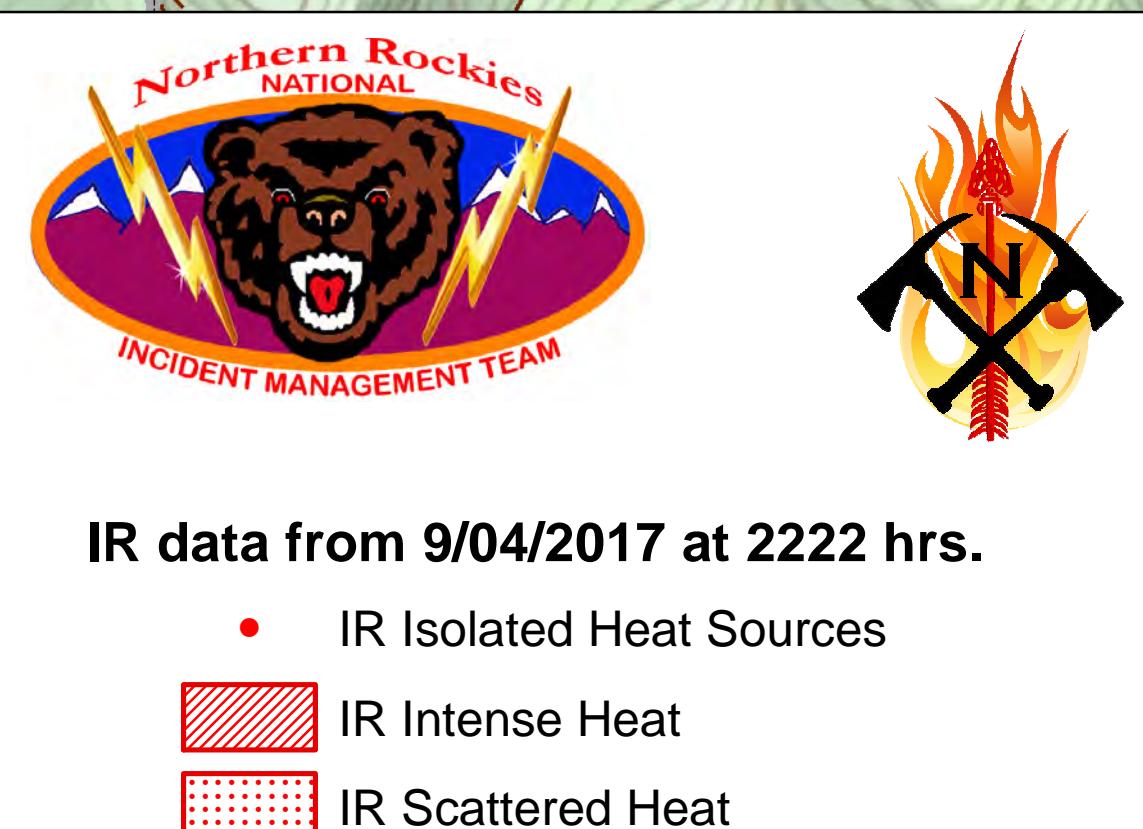 Northern Rockies
NATIONAL
INCIDENT MANAGEMENT TEAM
N
IR data from 9/04/2017 at 2222 hrs.
IR Isolated Heat Sources
IR Intense Heat
IR Scattered Heat